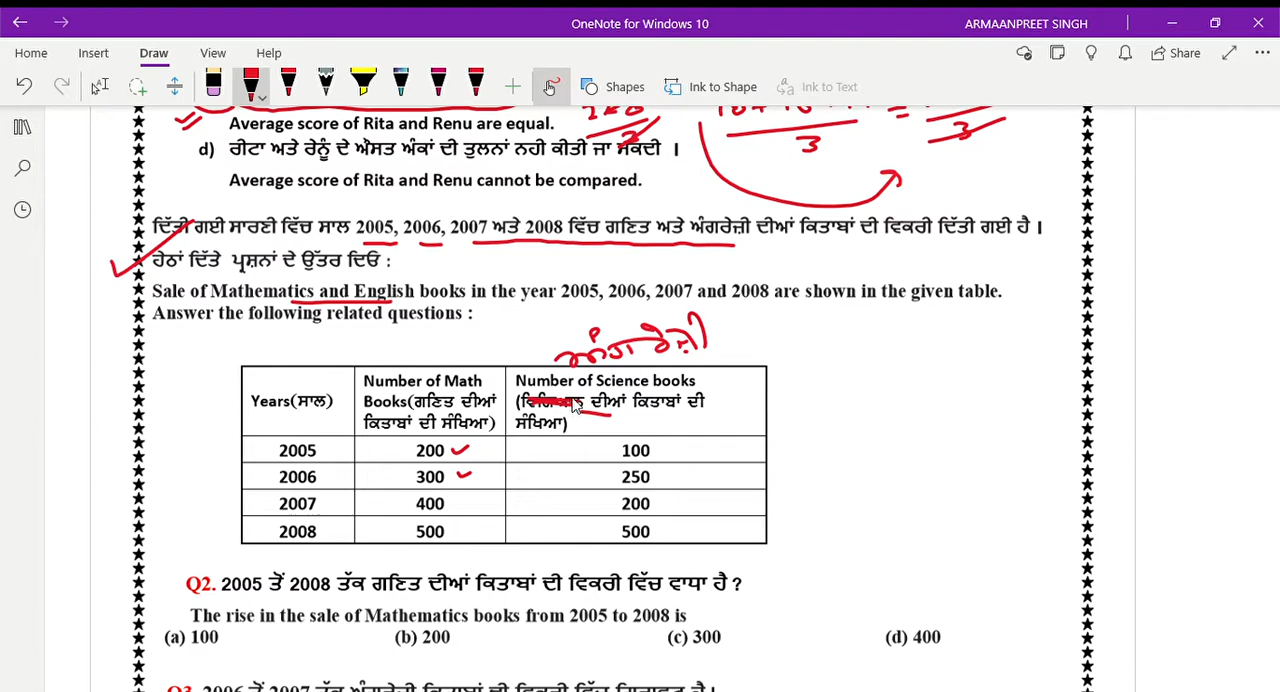 OneNote for Windows 10
ARMAANPREET SINGH
Home Insert Draw View Help
Share
Shapes
Ink to Shape
Ink to Text
Average score of Rita and Renu are equal.
3
3
3
d) ਰੀਟਾ ਅਤੇ ਰੇਨੂੰ ਦੇ ਔਸਤ ਅੰਕਾਂ ਦੀ ਤੁਲਨਾਂ ਨਹੀ ਕੀਤੀ ਜਾ ਸਕਦੀ ।
Average score of Rita and Renu cannot be compared.
ਦਿੱਤੀ ਗਈ ਸਾਰਣੀ ਵਿੱਚ ਸਾਲ 2005, 2006, 2007 ਅਤੇ 2008 ਵਿੱਚ ਗਣਿਤ ਅਤੇ ਅੰਗਰੇਜ਼ੀ ਦੀਆਂ ਕਿਤਾਬਾਂ ਦੀ ਵਿਕਰੀ ਦਿੱਤੀ ਗਈ ਹੈ ।
ਹੇਠਾਂ ਦਿੱਤੇ ਪ੍ਰਸ਼ਨਾਂ ਦੇ ਉੱਤਰ ਦਿਓ :
Sale of Mathematics and English books in the year 2005, 2006, 2007 and 2008 are shown in the given table.
Answer the following related questions :
ਅੰਗਰੇਜ਼ੀ
Years(ਸਾਲ)
Number of Math
Books(ਗਣਿਤ ਦੀਆਂ
ਕਿਤਾਬਾਂ ਦੀ ਸੰਖਿਆ)
Number of Science books
ਦੀਆਂ ਕਿਤਾਬਾਂ ਦੀ
ਸੰਖਿਆ)
2005 200 100
2006 300 250
2007 400 200
2008 500 500
Q2. 2005 ਤੋਂ 2008 ਤੱਕ ਗਣਿਤ ਦੀਆਂ ਕਿਤਾਬਾਂ ਦੀ ਵਿਕਰੀ ਵਿੱਚ ਵਾਧਾ ਹੈ ?
The rise in the sale of Mathematics books from 2005 to 2008 is
(a) 100 (b) 200 (c) 300 (d) 400